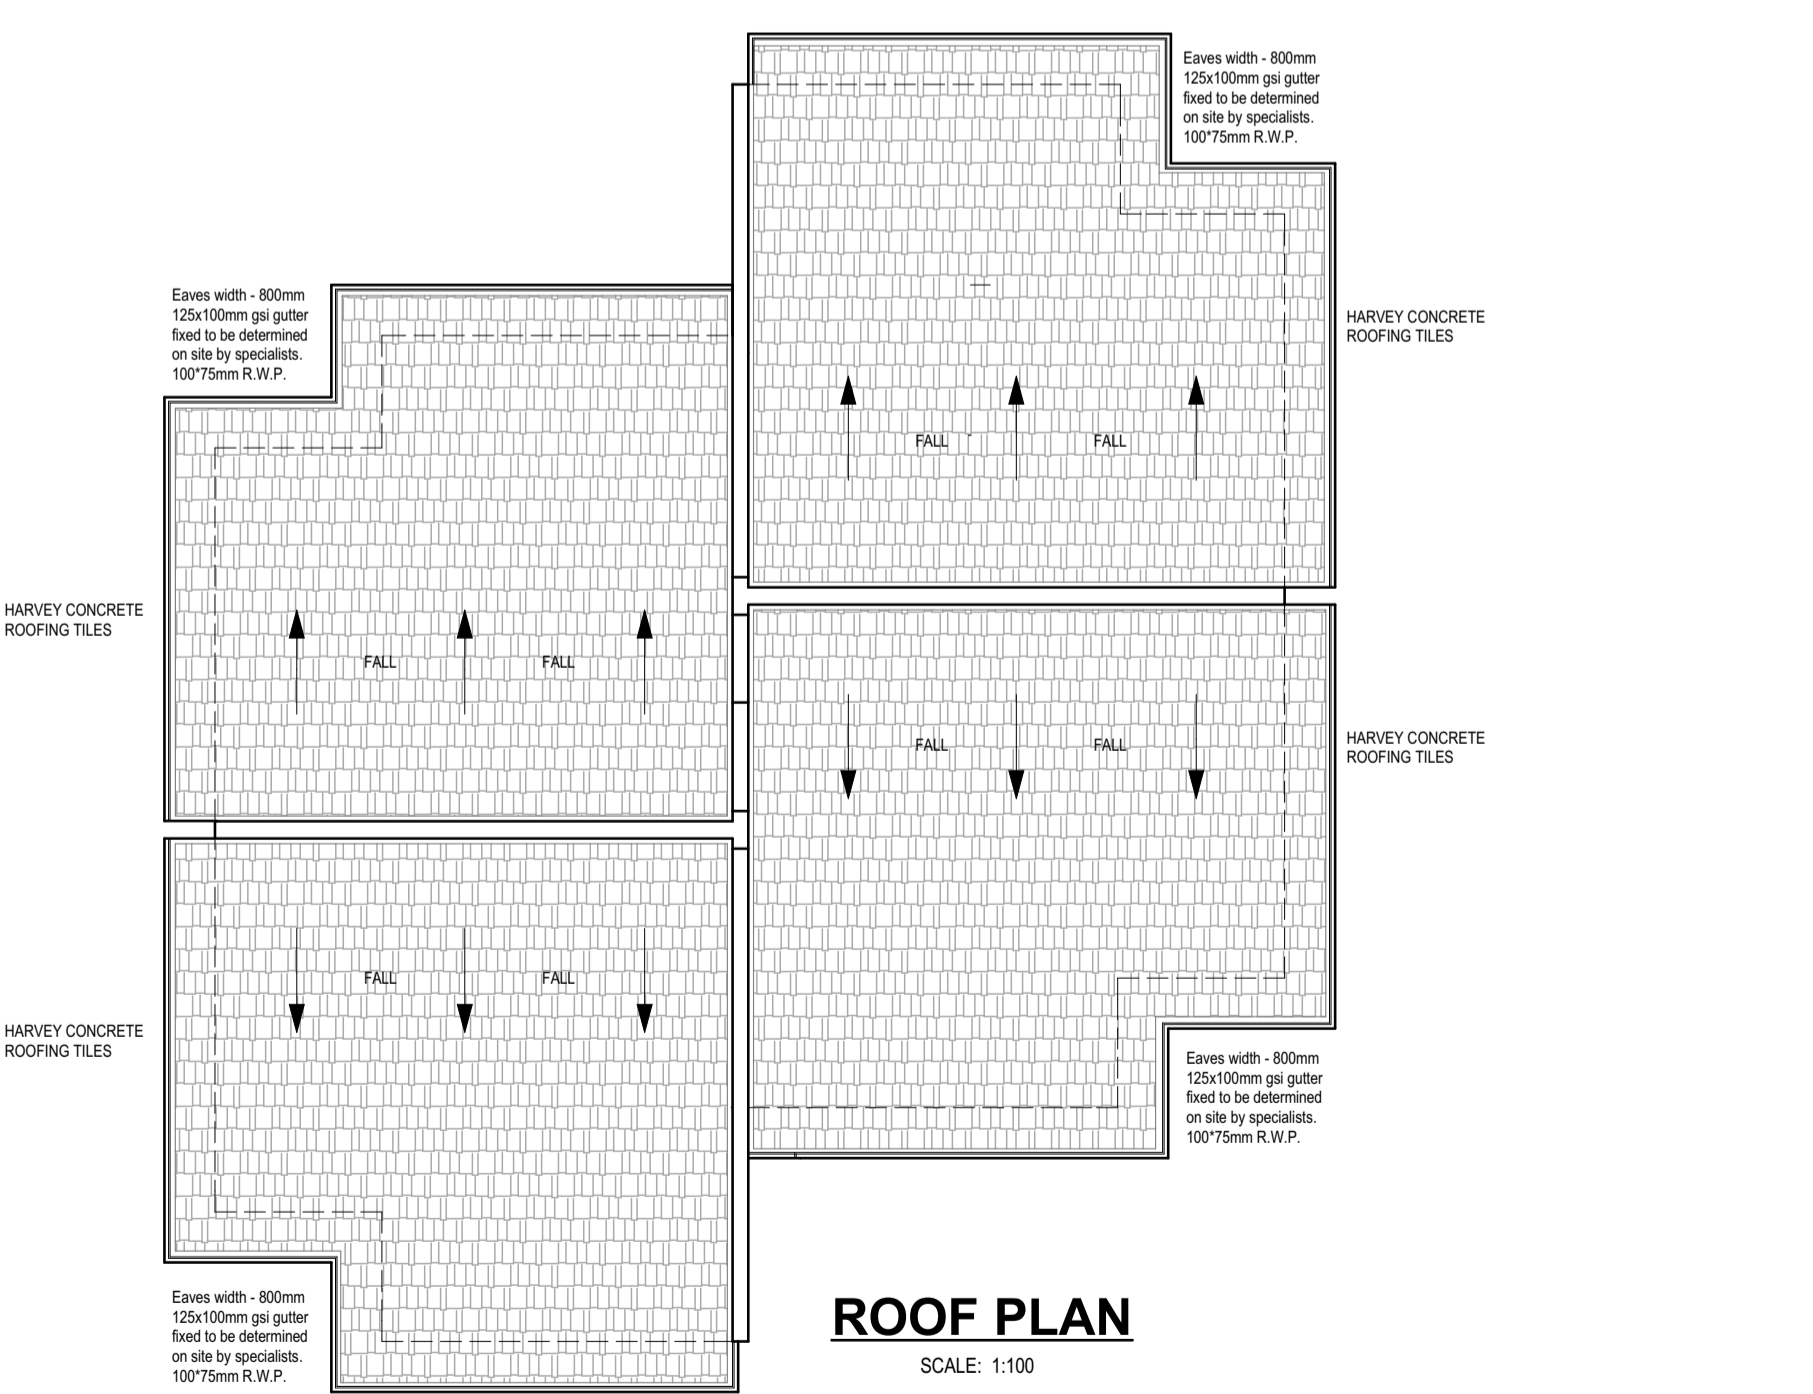 Eaves width - 800mm
125x100mm gsi gutter
fixed to be determined
on site by specialists.
100*75mm R.W.P.
Eaves width - 800mm
125x100mm gsi gutter
fixed to be determined
on site by specialists.
100*75mm R.W.P.
HARVEY CONCRETE
ROOFING TILES
FALL FALL
HARVEY CONCRETE
ROOFING TILES
FALL FALL
HARVEY CONCRETE
ROOFING TILES
FALL FALL
FALL FALL
HARVEY CONCRETE
ROOFING TILES
Eaves width - 800mm
125x100mm gsi gutter
fixed to be determined
on site by specialists.
100*75mm R.W.P.
Eaves width - 800mm
125x100mm gsi gutter
fixed to be determined
on site by specialists.
100*75mm R.W.P.
ROOF PLAN
SCALE: 1:100